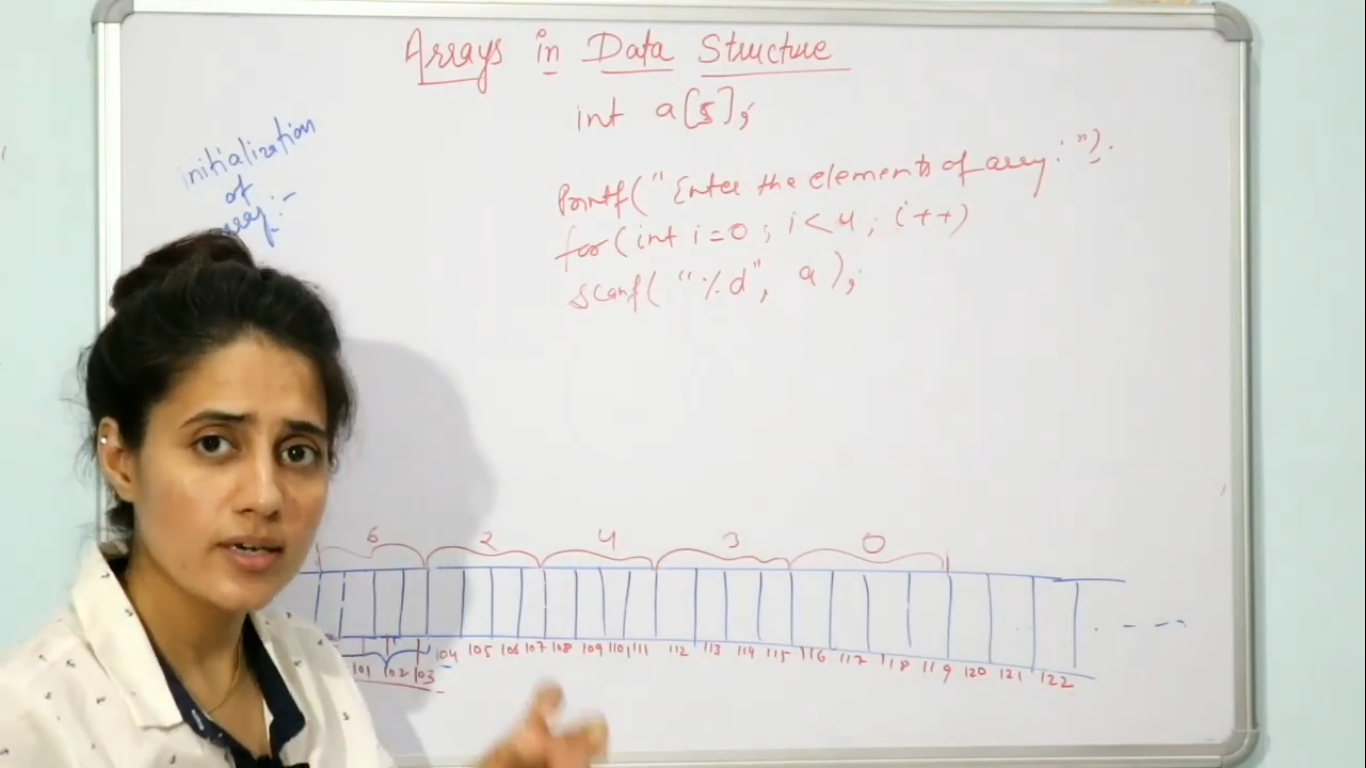 Arrays in Data Structure
int a[5];
initialization
of
array:-
Printf("Enter the elements of array:");
for(int i=0; i<4; i++)
scanf("%d", a);
6 2 4 3 0
101 102 103 104 105 106 107 108 109 110 111 112 113 114 115 116 117 118 119 120 121 122